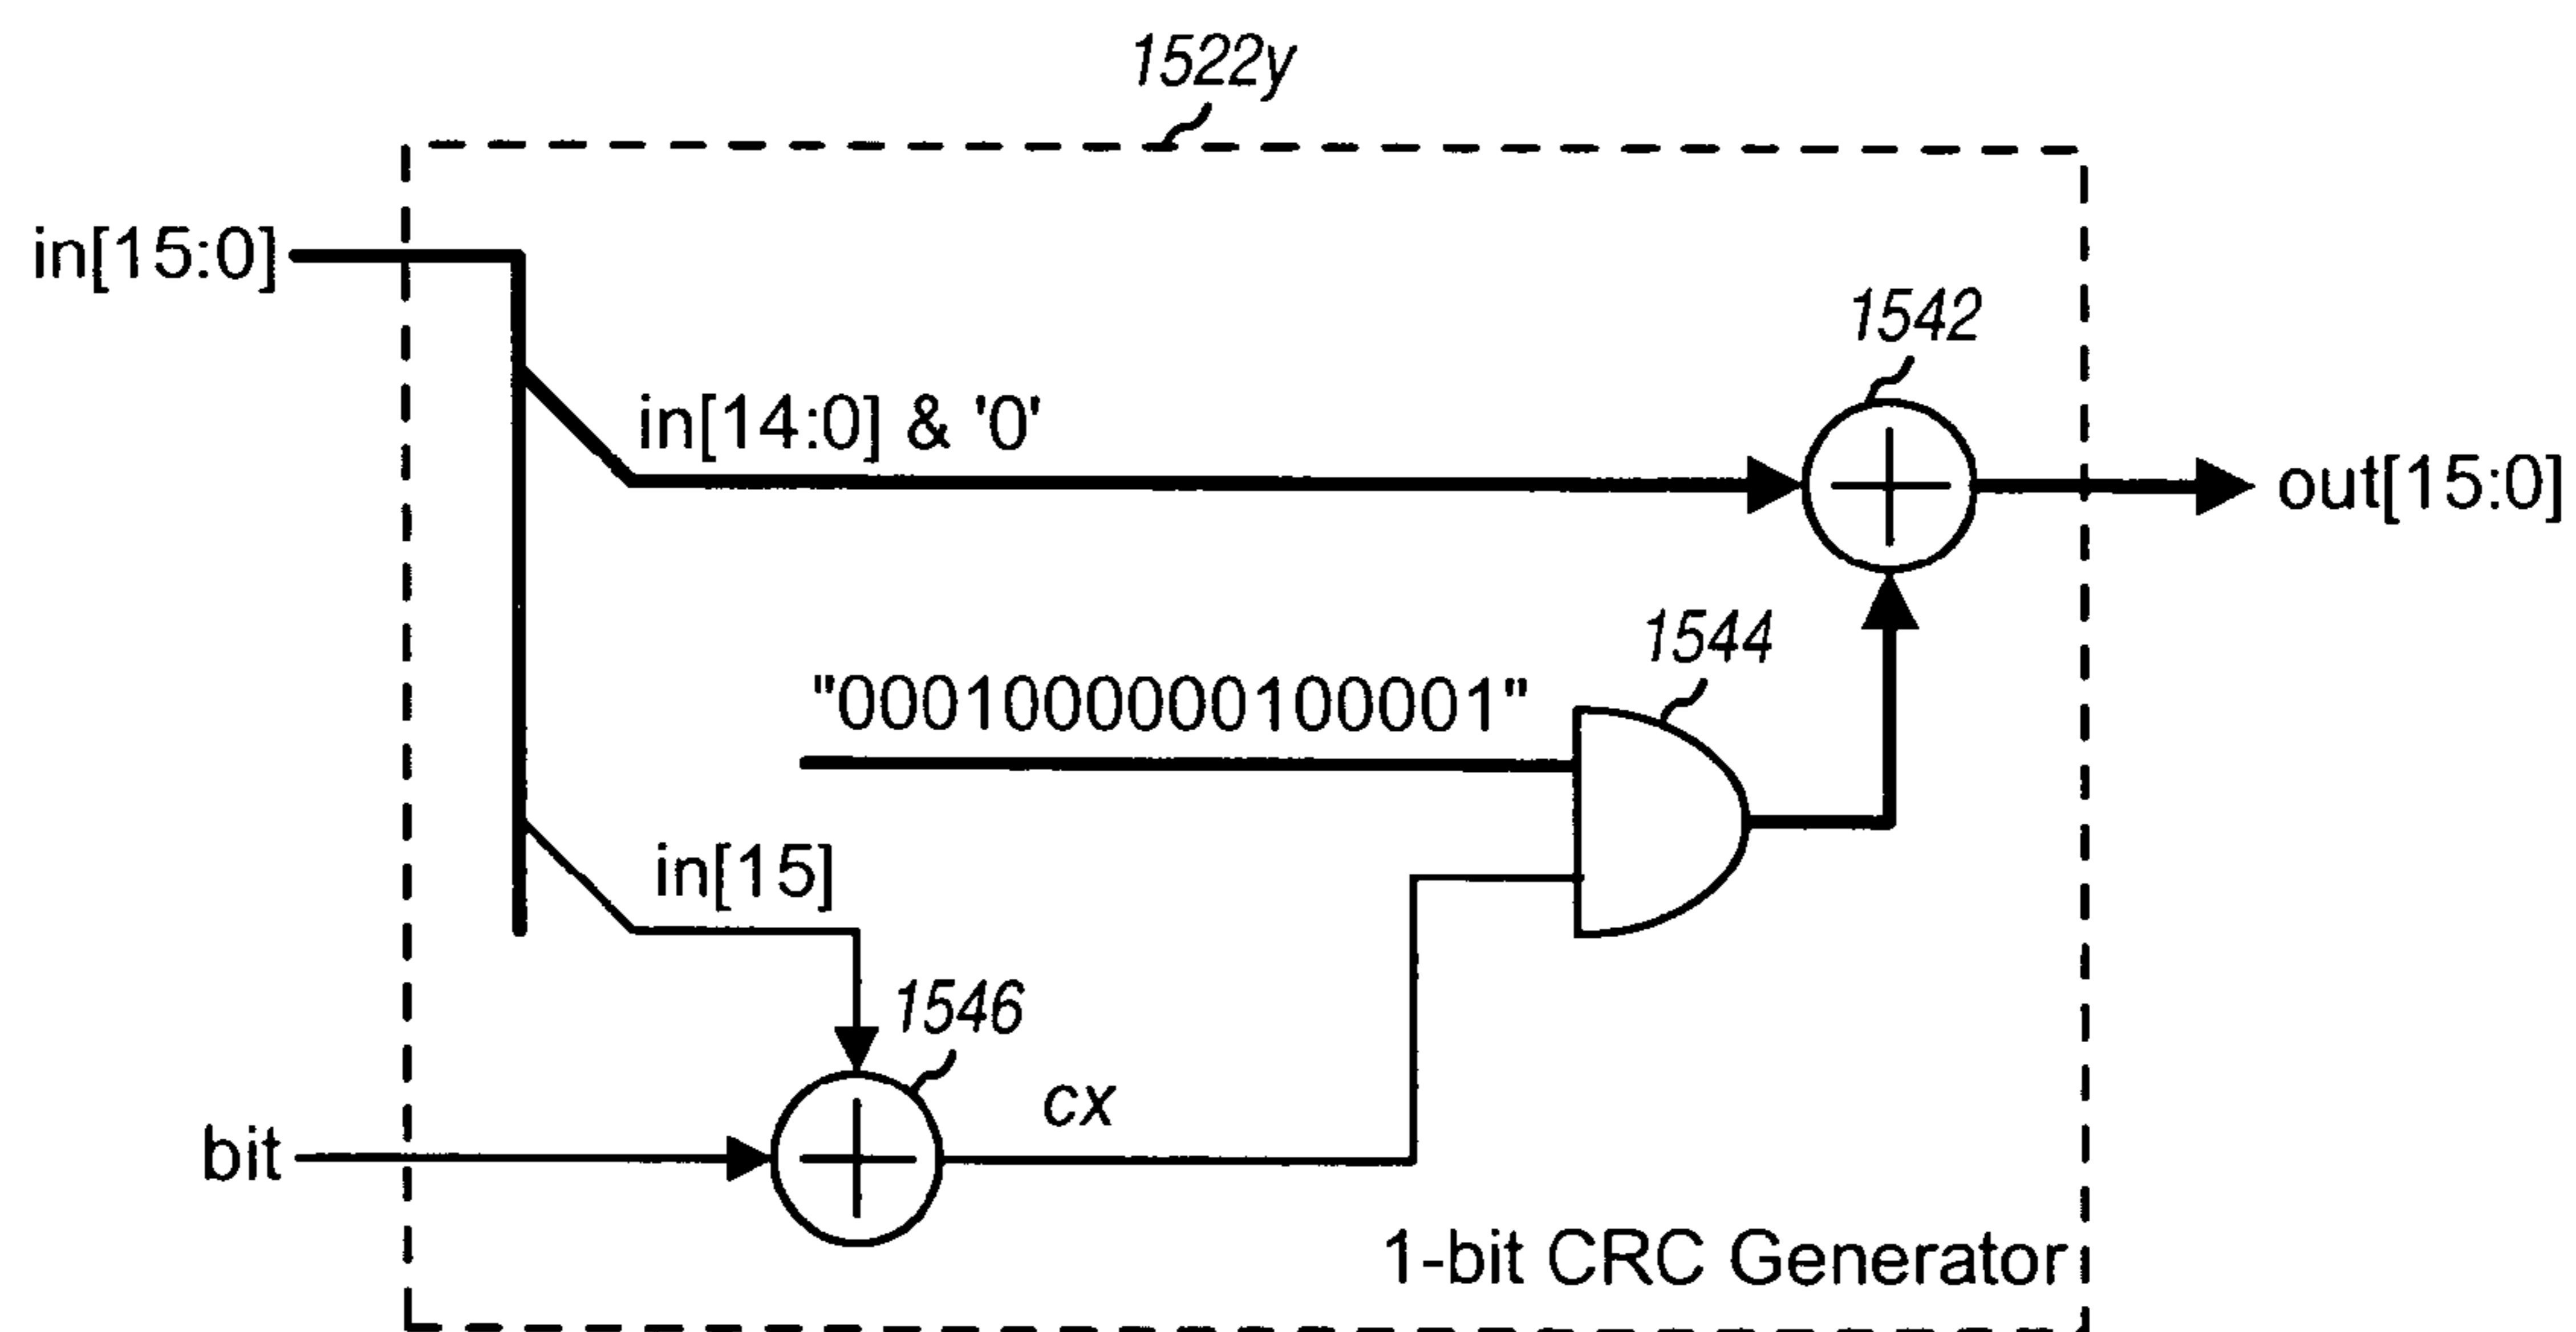 1522y
in[15:0]
1542
in[14:0] & '0'
out[15:0]
1544
"0001000000100001"
in[15]
1546
cx
bit
1-bit CRC Generator